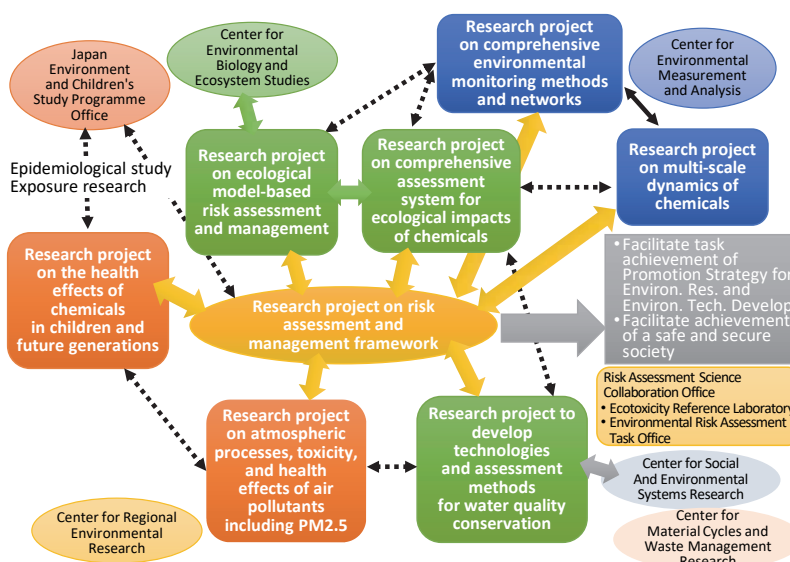 Research project
on comprehensive
environmental
monitoring methods
and networks
Center for
Environmental
Biology and
Ecosystem Studies
Japan
Environment
and Children's
Study Programme
Office
Center for
Environmental
Measurement
and Analysis
Research project
on ecological
model-based
risk assessment
and management
Research project
on comprehensive
assessment
system for
ecological impacts
of chemicals
Research project
on multi-scale
dynamics of
chemicals
Epidemiological study
Exposure research
Research project
on the health
effects of
chemicals
in children and
future generations
Research project on risk
assessment and
management framework
• Facilitate task
achievement of
Promotion Strategy for
Environ. Res. and
Environ. Tech. Develop
• Facilitate achievement
of a safe and secure
society
Risk Assessment Science
Collaboration Office
• Ecotoxicity Reference Laboratory
• Environmental Risk Assessment
Task Office
Research project
on atmospheric
processes, toxicity,
and health
effects of air
pollutants
including PM2.5
Research project to
develop
technologies
and assessment
methods
for water quality
conservation
Center for Social
And Environmental
Systems Research
Center for Regional
Environmental
Research
Center for
Material Cycles and
Waste Management
Research